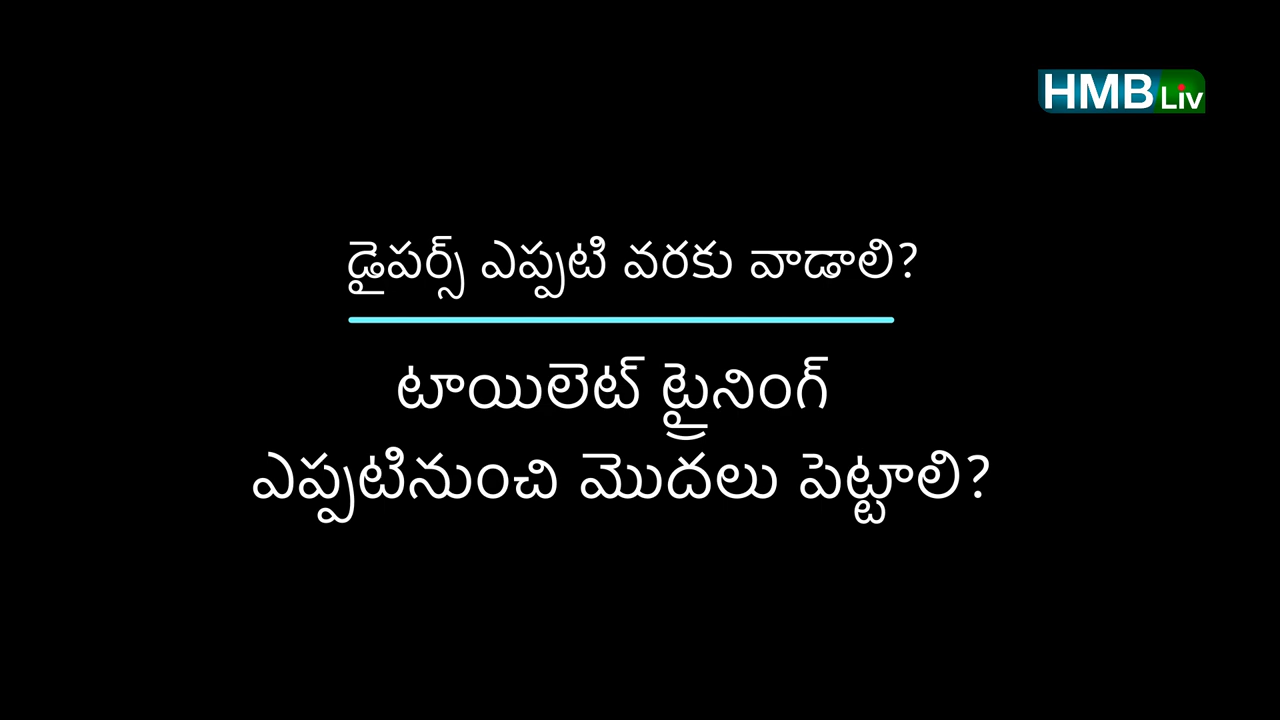 HMB Liv
డైపర్స్ ఎప్పటి వరకు వాడాలి?
టాయిలెట్ ట్రైనింగ్
ఎప్పటినుంచి మొదలు పెట్టాలి?